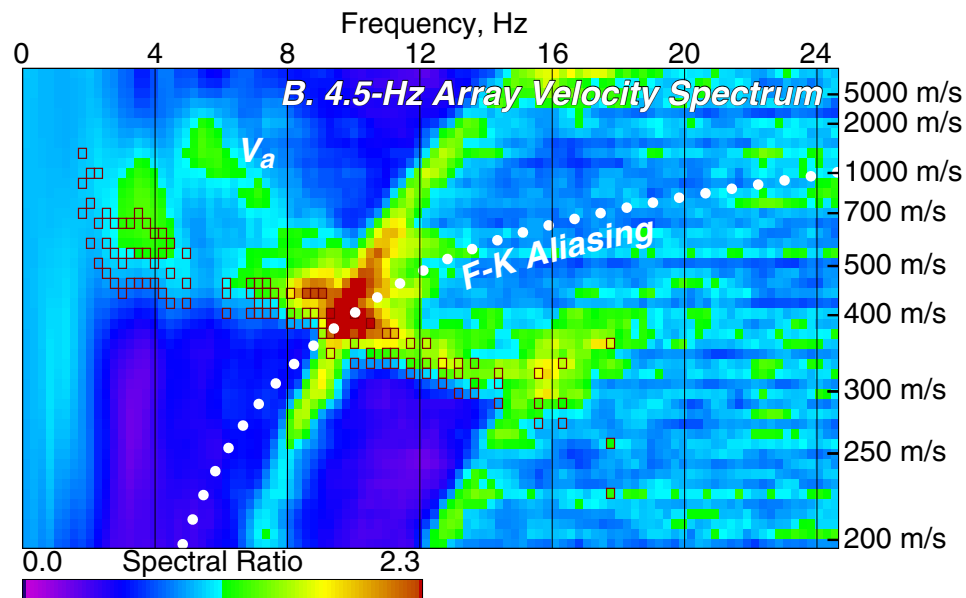 Frequency, Hz
0 4 8 12 16 20 24
B. 4.5-Hz Array Velocity Spectrum
5000 m/s
2000 m/s
Va
1000 m/s
700 m/s
F-K Aliasing
500 m/s
400 m/s
300 m/s
250 m/s
200 m/s
0.0 Spectral Ratio 2.3